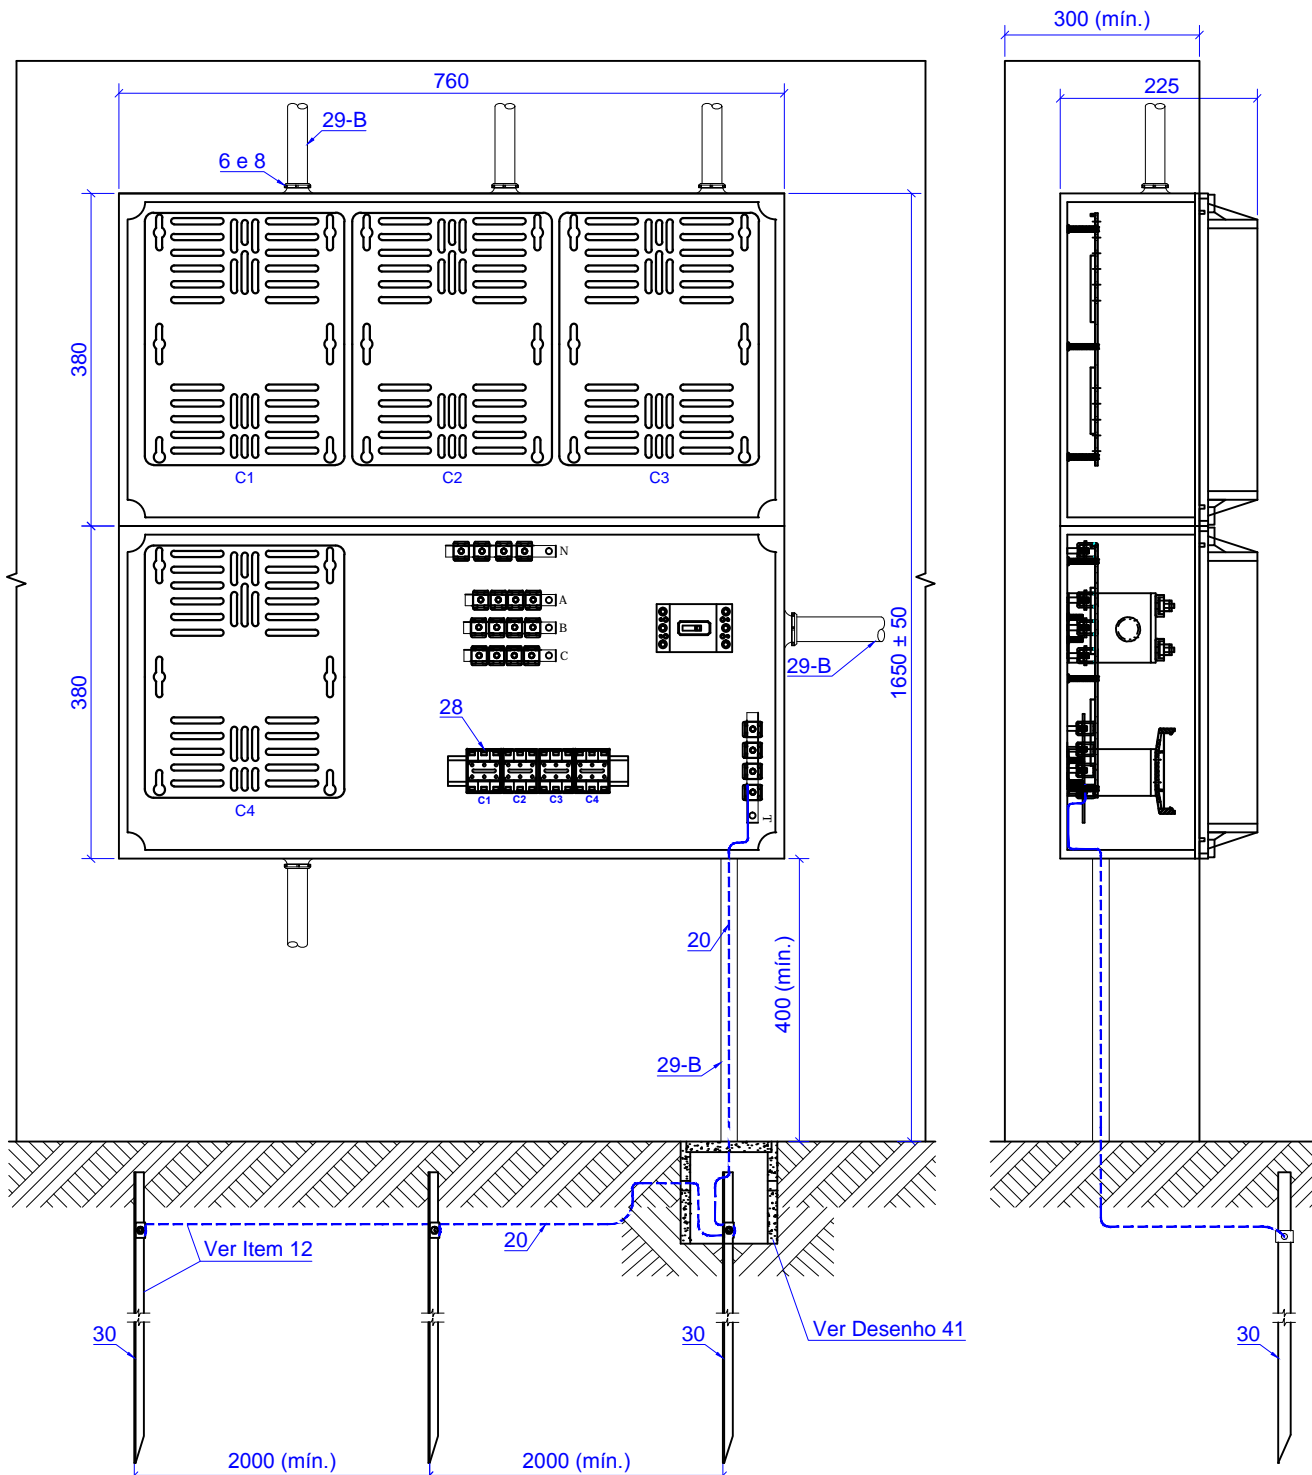 300 (mín.)
760
225
29-B
6 e 8
380
C1
C2
C3
N
A
B
C
29-B
1650 ± 50
380
28
C1
C2
C3
C4
T
C4
20
400 (mín.)
29-B
Ver Item 12
20
Ver Desenho 41
30
30
30
2000 (mín.)
2000 (mín.)